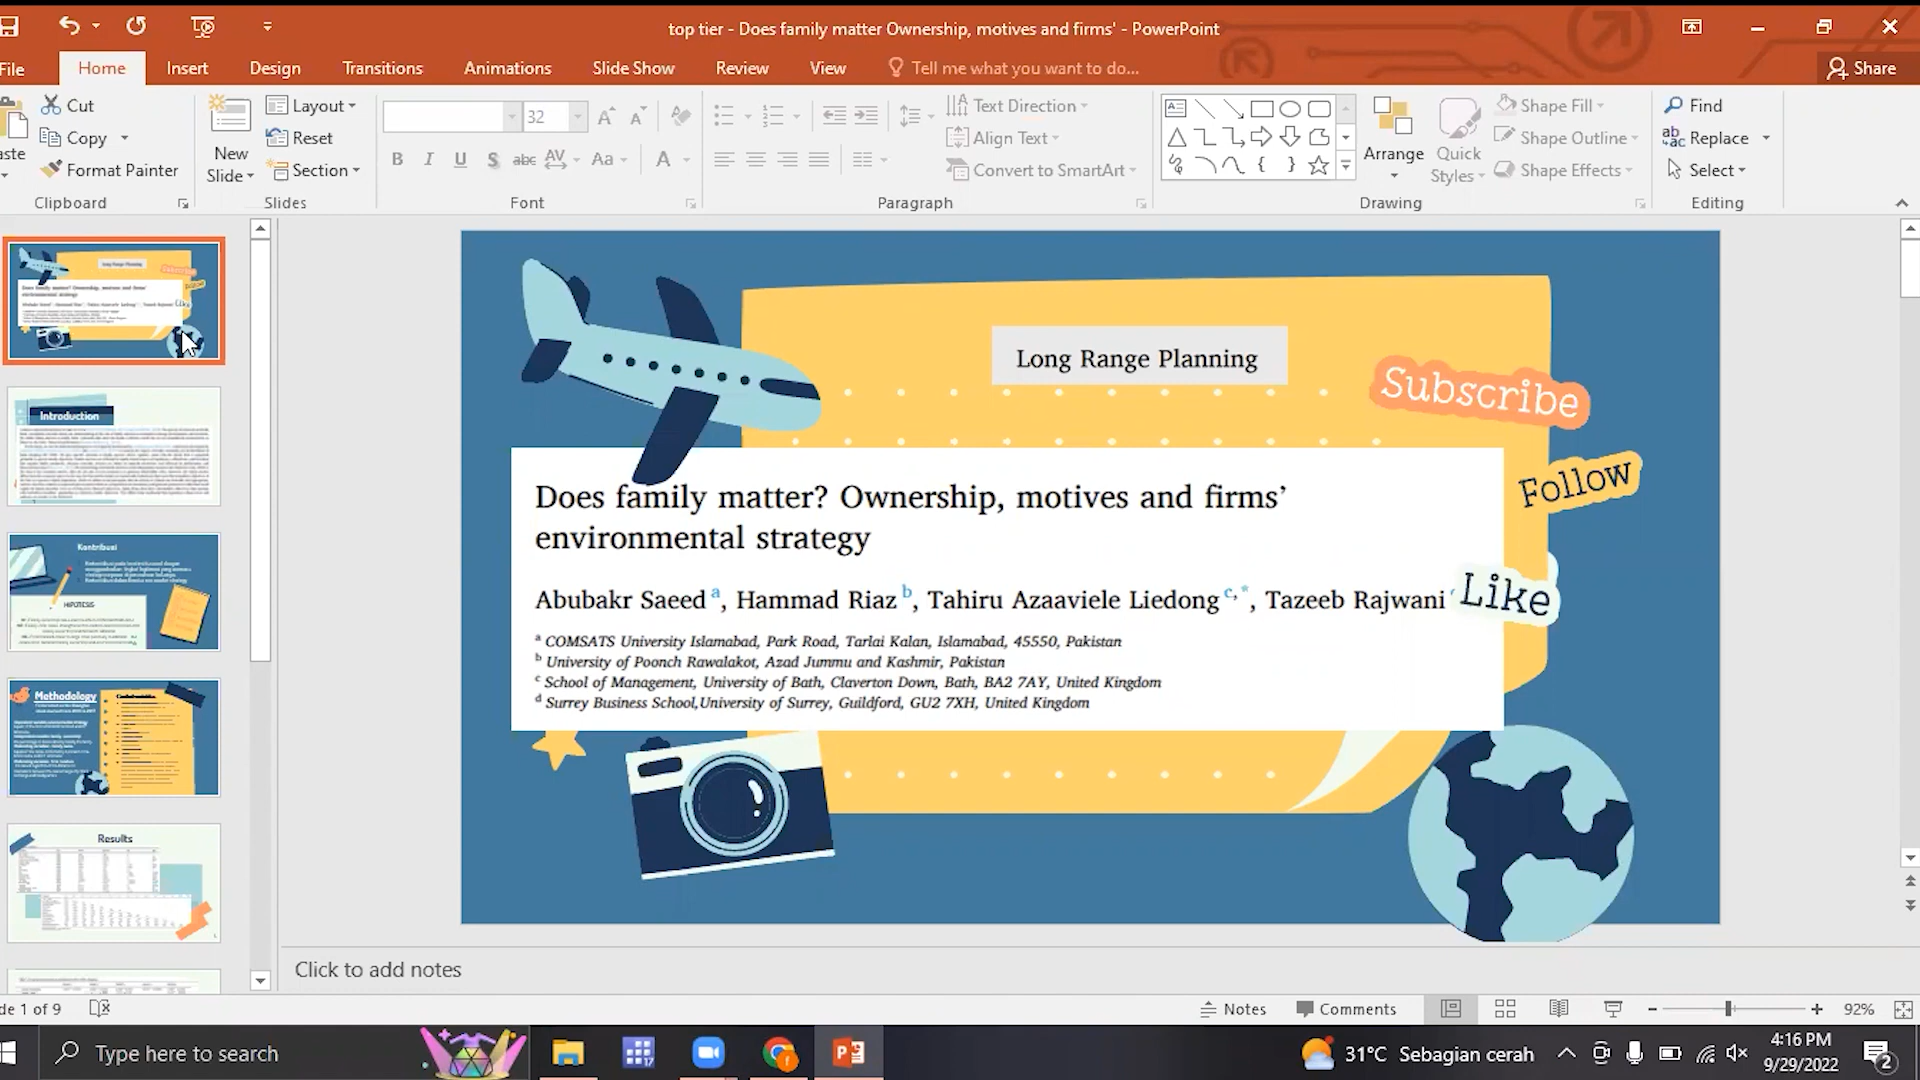 top tier - Does family matter Ownership, motives and firms' - PowerPoint
File Home Insert Design Transitions Animations Slide Show Review View Tell me what you want to do... Share
Cut
Copy
Format Painter
Clipboard
New Slide
Layout
Reset
Section
Slides
32
B I U S abc AV Aa A
Font
Text Direction
Align Text
Convert to SmartArt
Paragraph
Arrange
Quick Styles
Shape Fill
Shape Outline
Shape Effects
Drawing
Find
Replace
Select
Editing
Introduction
Kontribusi
HIPOTESIS
Methodology
Results
Long Range Planning
Subscribe
Follow
Like
Does family matter? Ownership, motives and firms’
environmental strategy
Abubakr Saeed a, Hammad Riaz b, Tahiru Azaaviele Liedong c,*, Tazeeb Rajwani
a COMSATS University Islamabad, Park Road, Tarlai Kalan, Islamabad, 45550, Pakistan
b University of Poonch Rawalakot, Azad Jummu and Kashmir, Pakistan
c School of Management, University of Bath, Claverton Down, Bath, BA2 7AY, United Kingdom
d Surrey Business School,University of Surrey, Guildford, GU2 7XH, United Kingdom
Click to add notes
de 1 of 9
Notes Comments 92%
Type here to search
17
31°C Sebagian cerah
4:16 PM
9/29/2022
2